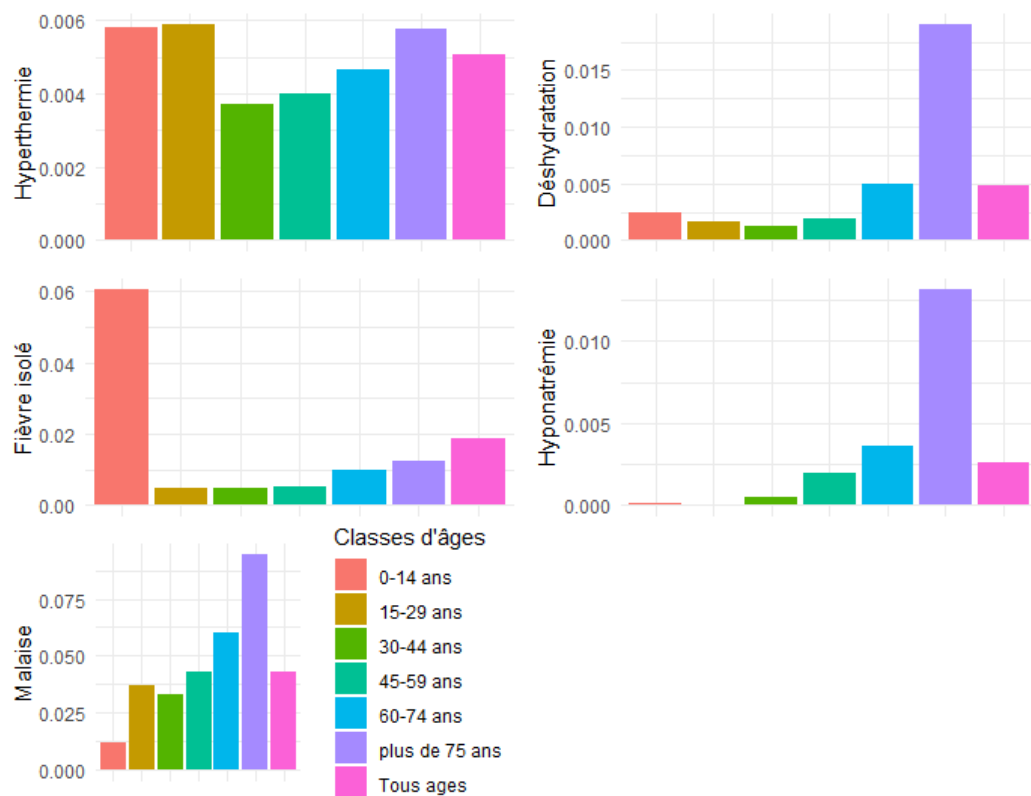 0.006
0.004
0.002
0.000
Hyperthermie
0.015
0.010
0.005
0.000
Déshydratation
0.06
0.04
0.02
0.00
Fièvre isolé
0.010
0.005
0.000
Hyponatrémie
0.075
0.050
0.025
0.000
Malaise
Classes d'âges
0-14 ans
15-29 ans
30-44 ans
45-59 ans
60-74 ans
plus de 75 ans
Tous ages